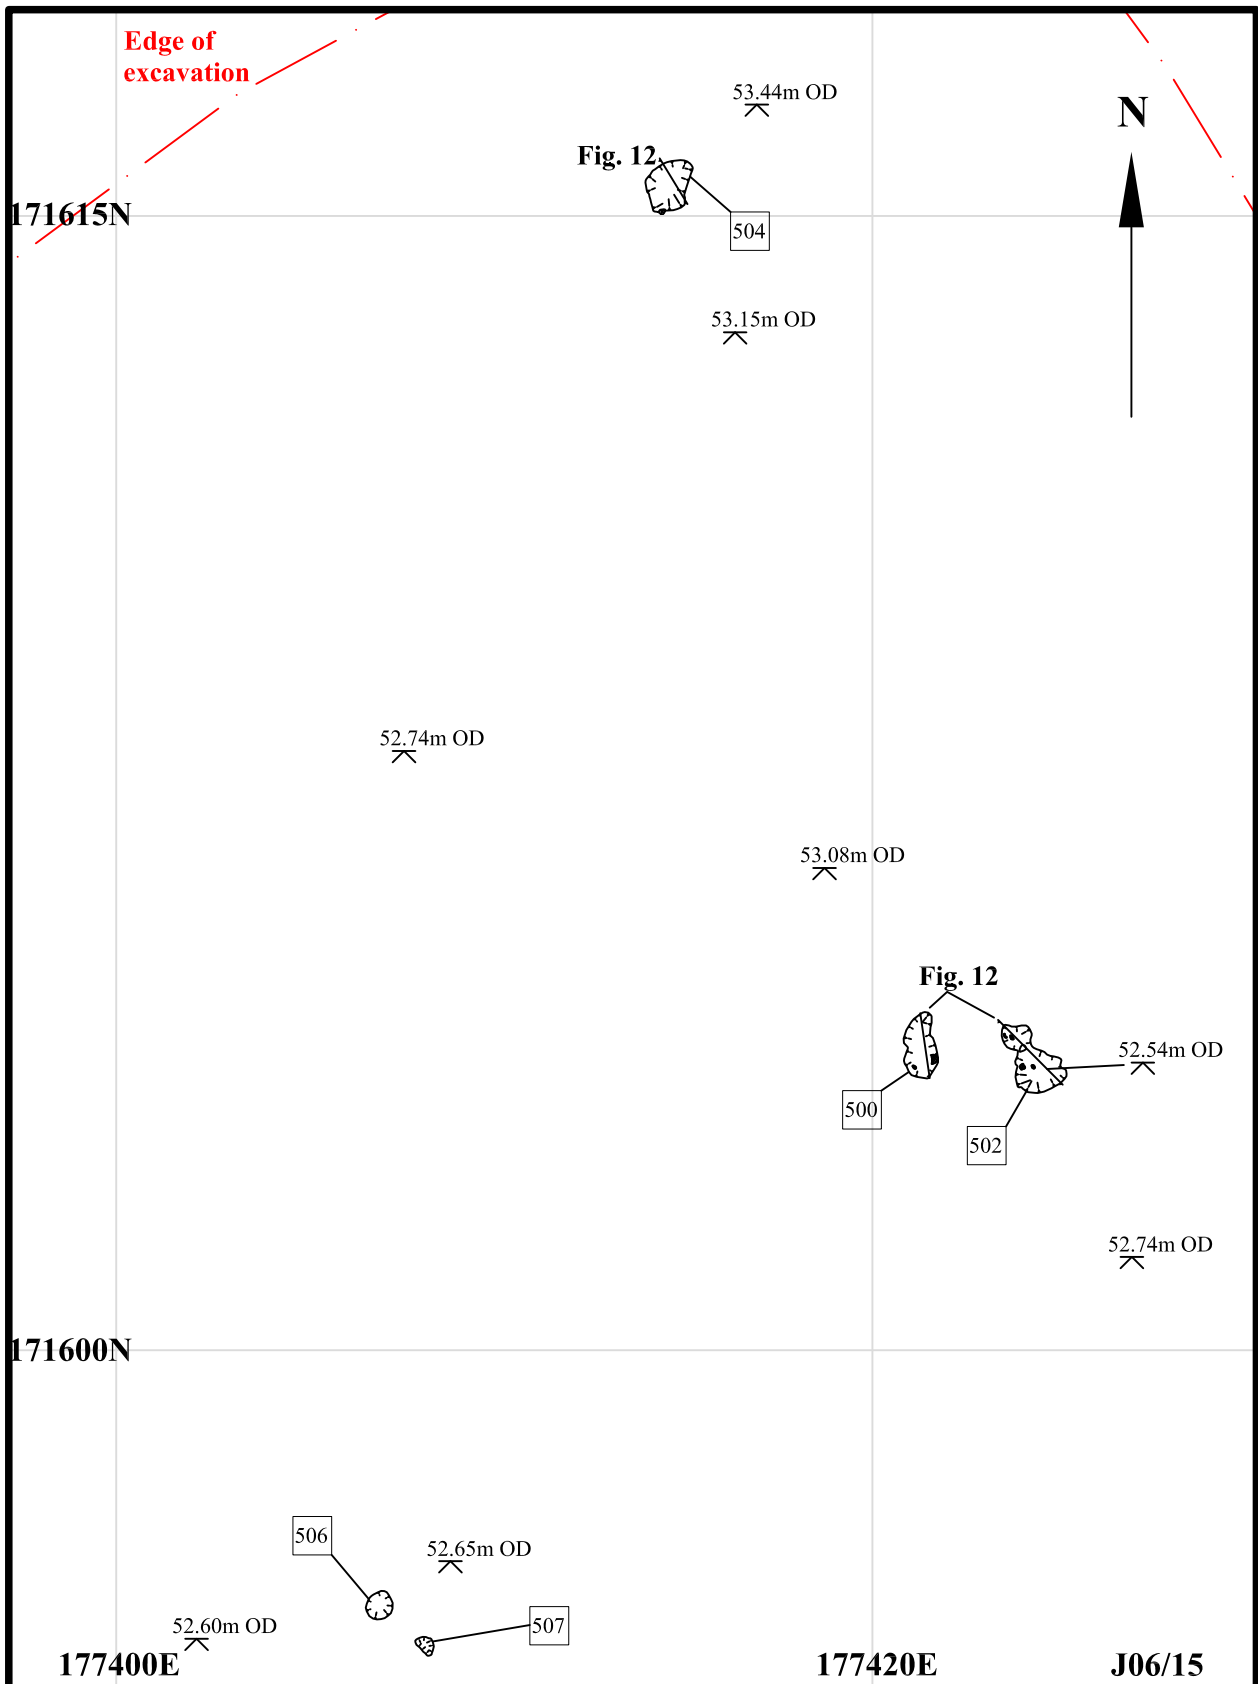 Edge of
excavation
53.44m OD
N
Fig. 12
171615N
504
53.15m OD
52.74m OD
53.08m OD
Fig. 12
52.54m OD
500
502
52.74m OD
171600N
506
52.65m OD
52.60m OD
507
177400E
177420E
J06/15